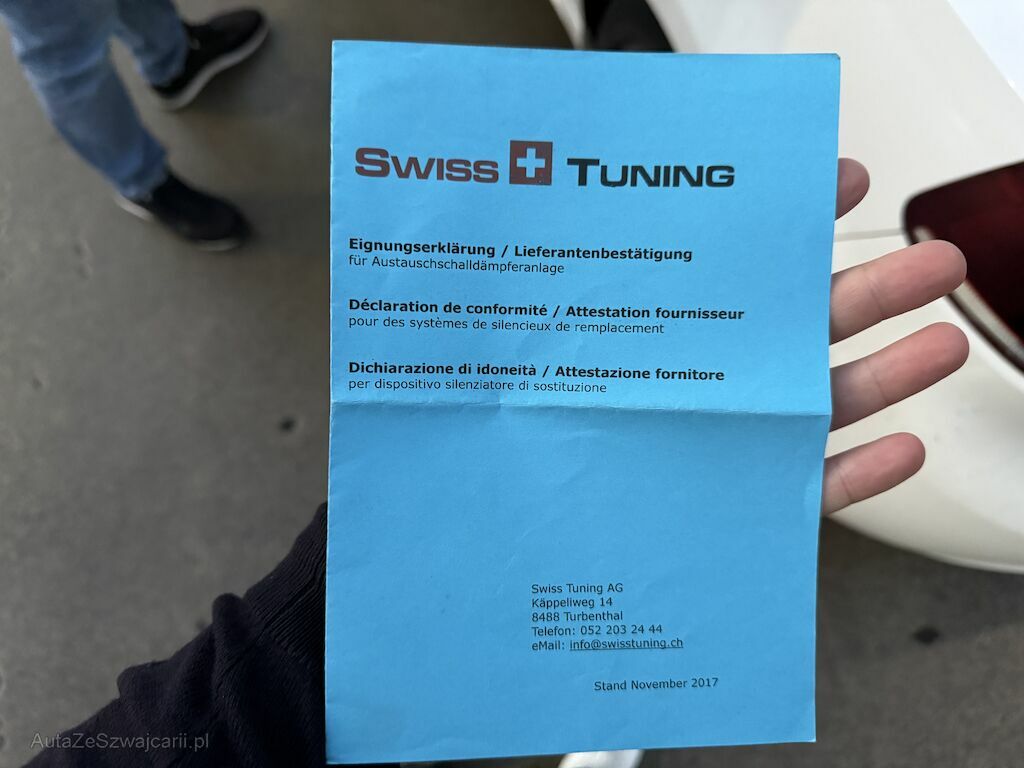 SWISS TUNING
Eignungserklärung / Lieferantenbestätigung
für Austauschschalldämpferanlage
Déclaration de conformité / Attestation fournisseur
pour des systèmes de silencieux de remplacement
Dichiarazione di idoneità / Attestazione fornitore
per dispositivo silenziatore di sostituzione
Swiss Tuning AG
Käppeliweg 14
8488 Turbenthal
Telefon: 052 203 24 44
eMail: info@swisstuning.ch
Stand November 2017
AutaZeSzwajcarii.pl